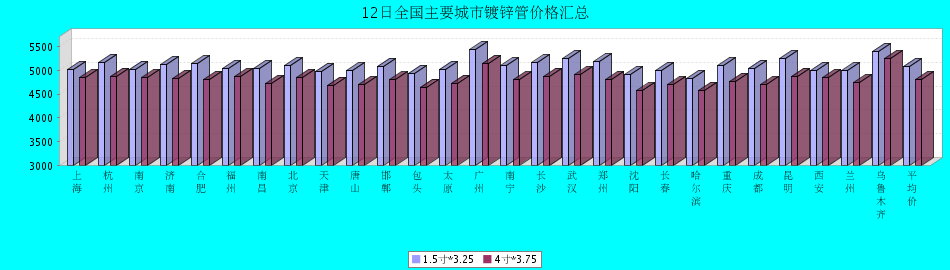 12日全国主要城市镀锌管价格汇总
5500
5000
4500
4000
3500
3000
上海
杭州
南京
济南
合肥
福州
南昌
北京
天津
唐山
邯郸
包头
太原
广州
南宁
长沙
武汉
郑州
沈阳
长春
哈尔滨
重庆
成都
昆明
西安
兰州
乌鲁木齐
平均价
1.5寸*3.25
4寸*3.75